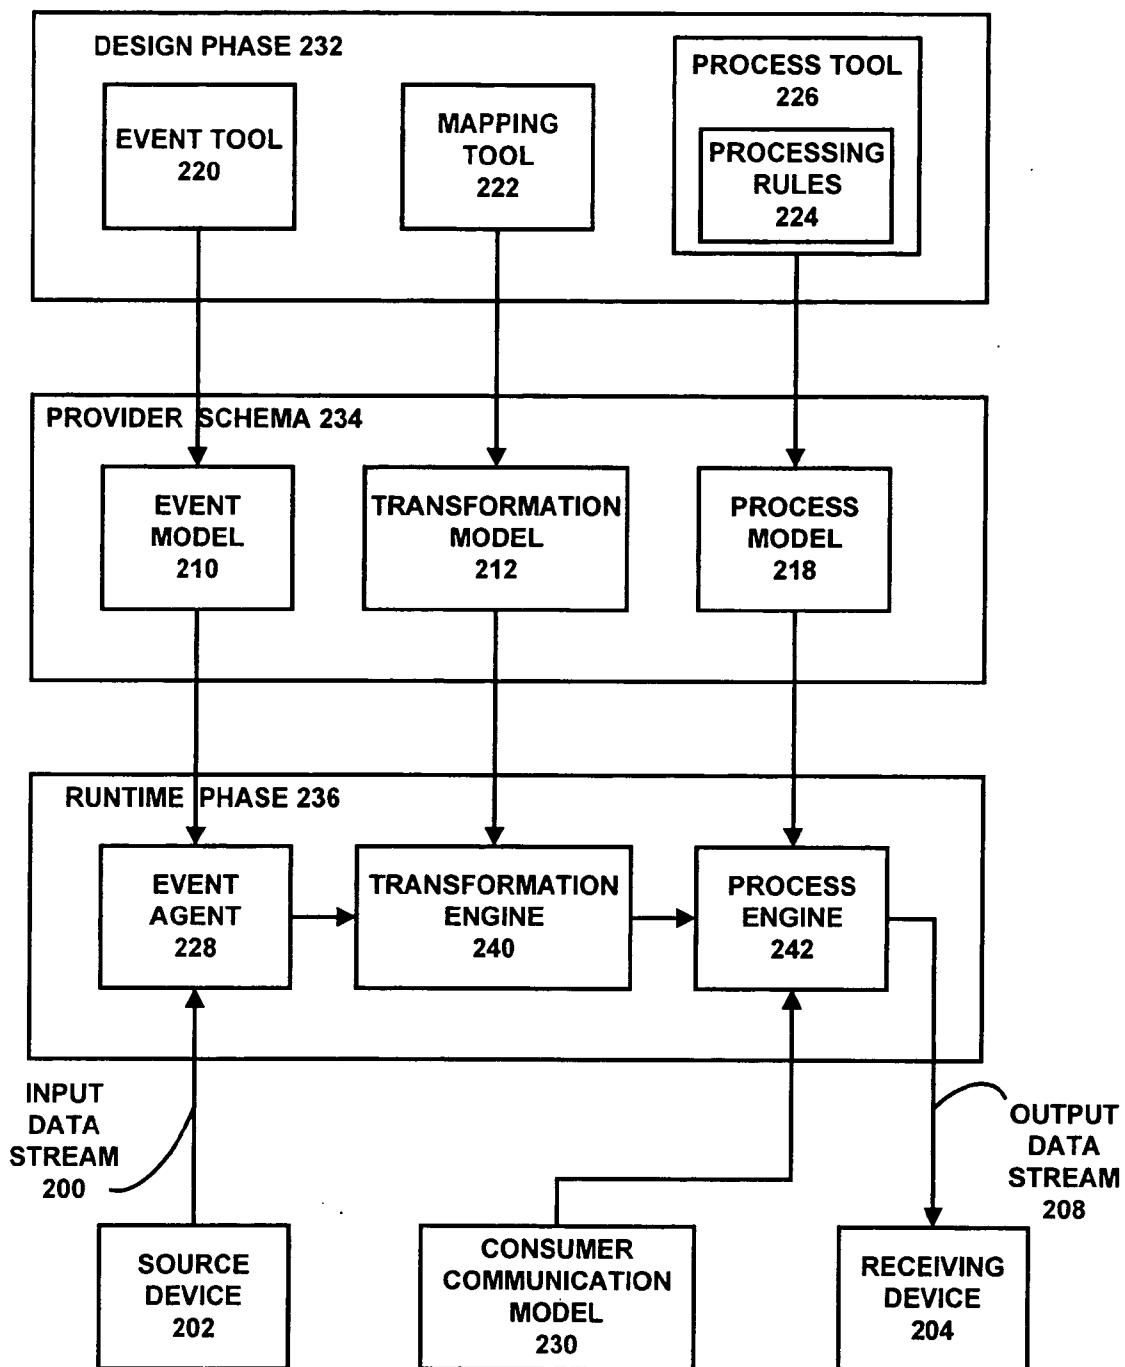 DESIGN PHASE 232
EVENT TOOL
220
MAPPING
TOOL
222
PROCESS TOOL
226
PROCESSING
RULES
224
PROVIDER SCHEMA 234
EVENT
MODEL
210
TRANSFORMATION
MODEL
212
PROCESS
MODEL
218
RUNTIME PHASE 236
EVENT
AGENT
228
TRANSFORMATION
ENGINE
240
PROCESS
ENGINE
242
INPUT
DATA
STREAM
200
OUTPUT
DATA
STREAM
208
SOURCE
DEVICE
202
CONSUMER
COMMUNICATION
MODEL
230
RECEIVING
DEVICE
204